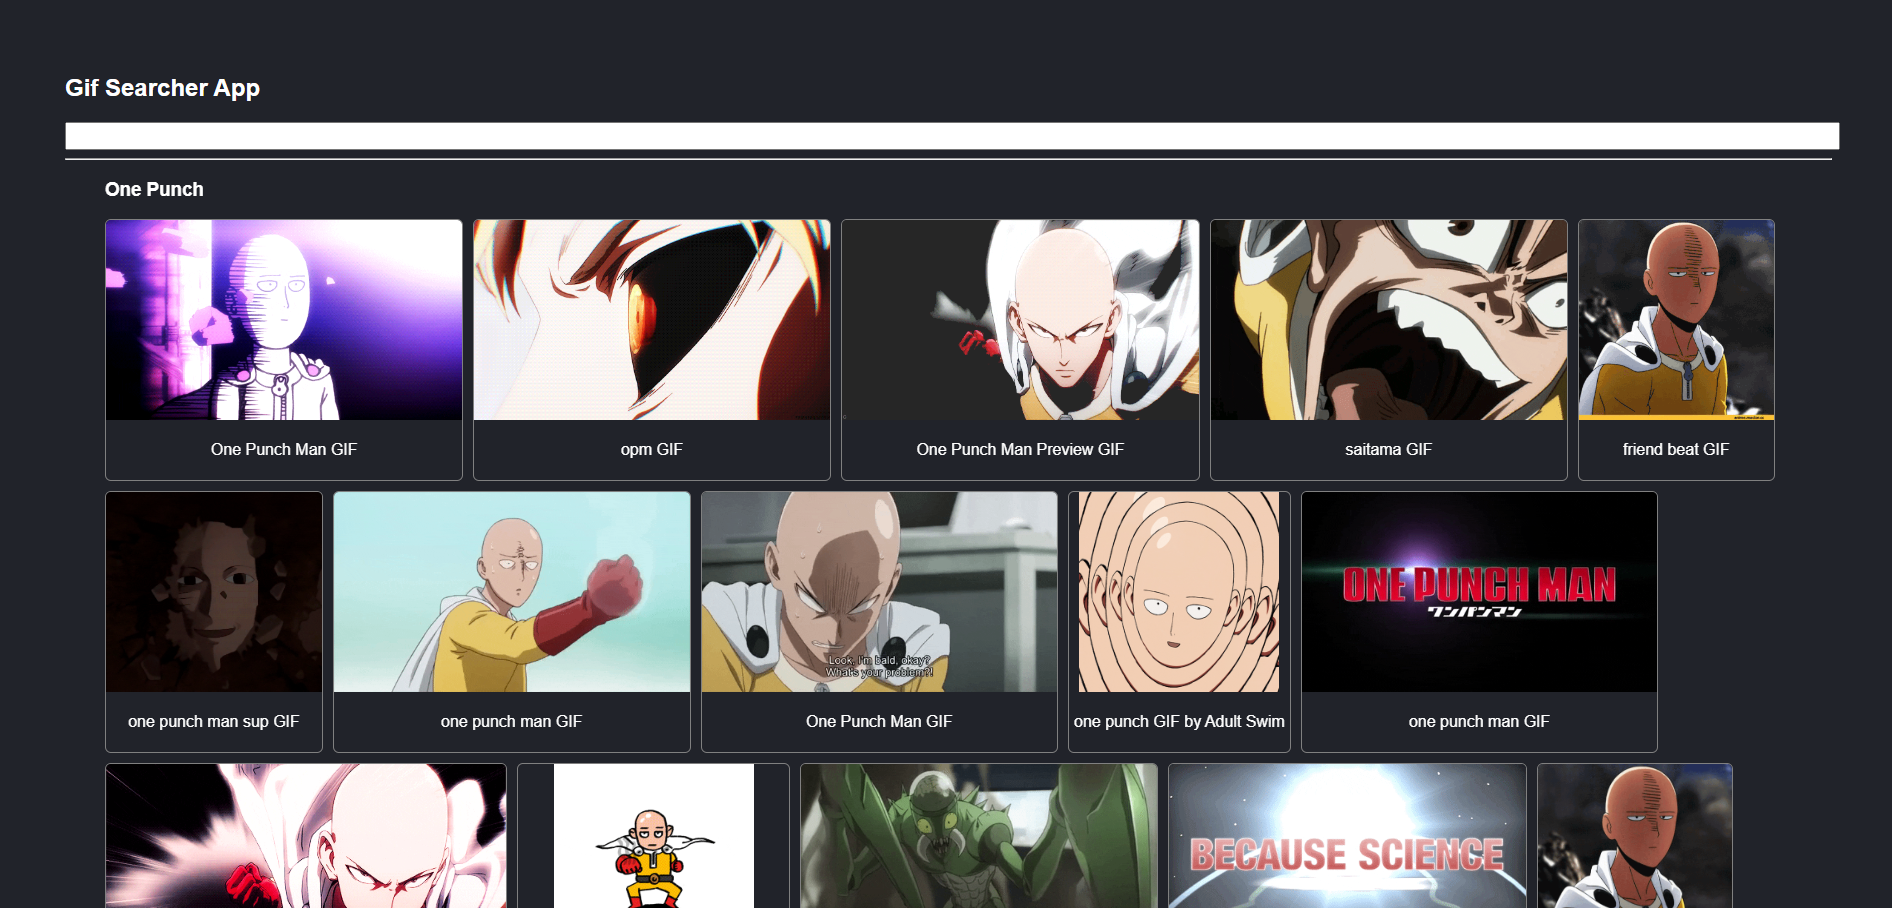 Gif Searcher App
One Punch
One Punch Man GIF
opm GIF
One Punch Man Preview GIF
saitama GIF
friend beat GIF
Look, I'm bald, okay?
What's your problem?!
ONE PUNCH MAN
ワンパンマン
one punch man sup GIF
one punch man GIF
One Punch Man GIF
one punch GIF by Adult Swim
one punch man GIF
BECAUSE SCIENCE